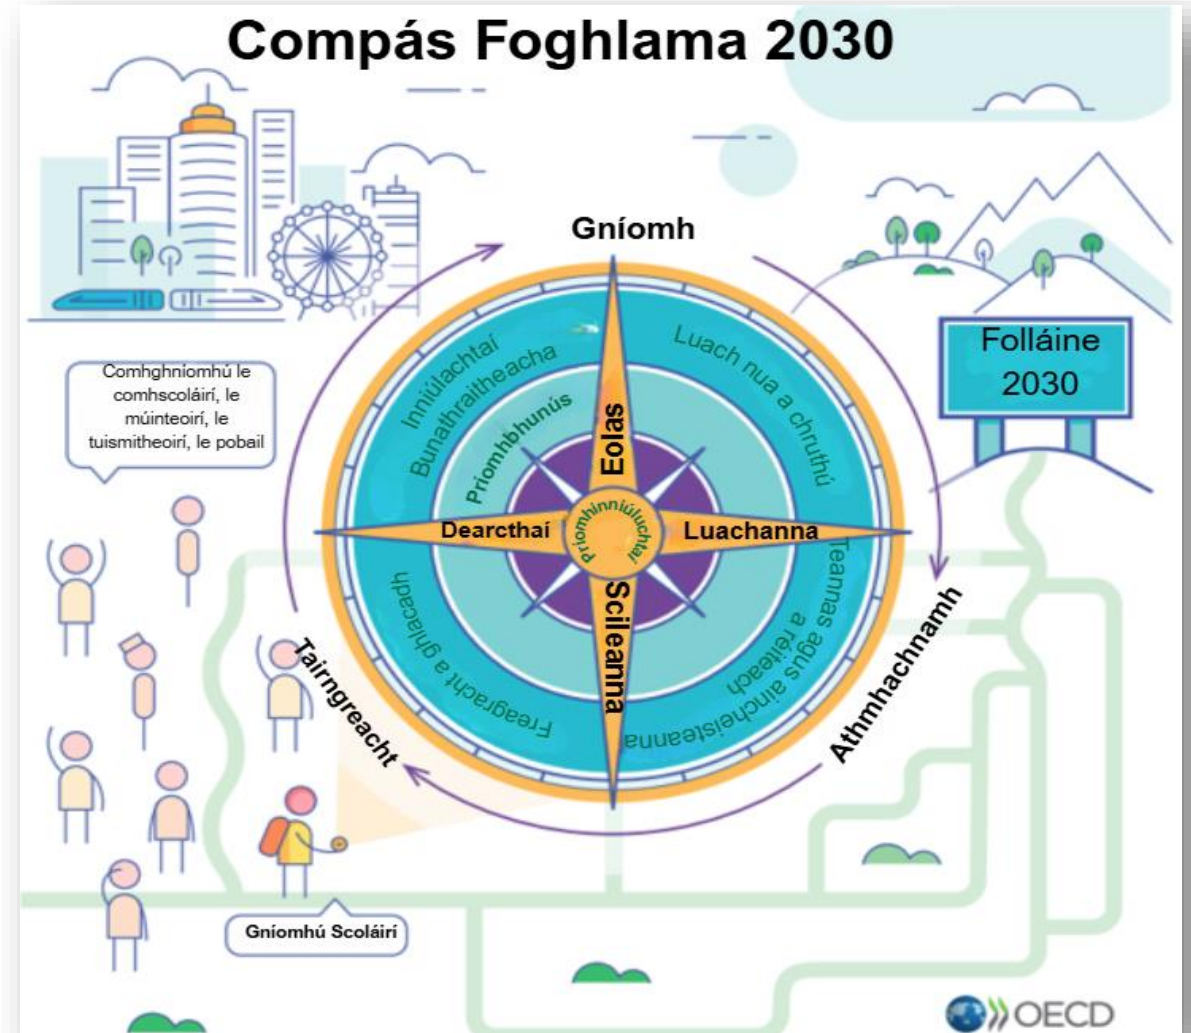 Compás Foghlama 2030
Gníomh
Folláine
2030
Comhghníomhú le
comhscoláirí, le
múinteoirí, le
tuismitheoirí, le pobail
Inniúlachtaí
Bunathraitheacha
Luach nua a chruthú
Príomhbhunús
Eolas
Dearcthaí
Príomhinniúluchtaí
Luachanna
Scileanna
Freagracht a ghlacadh
Teannas agus aincheisteanna
a réiteach
Tairngreacht
Athmhachnamh
Gníomhú Scoláirí
OECD